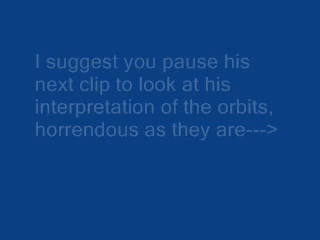 I suggest you pause his
next clip to look at his
interpretation of the orbits,
horrendous as they are--->